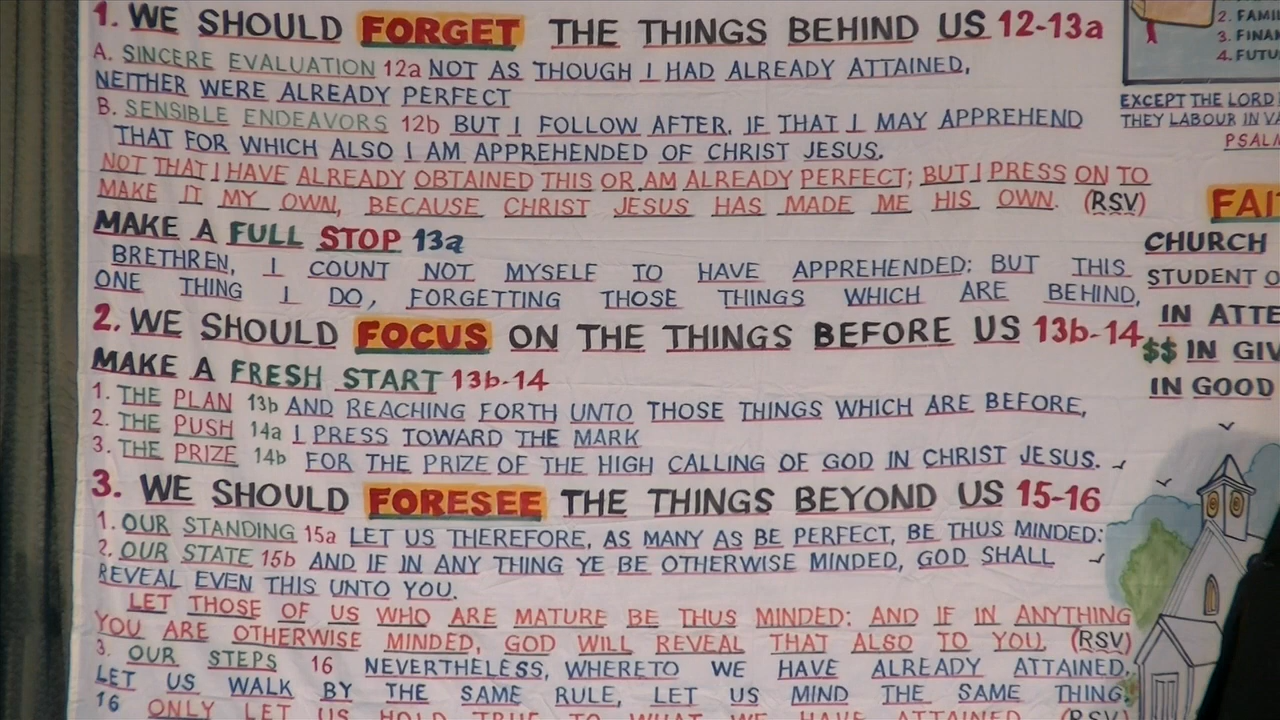 1. WE SHOULD FORGET THE THINGS BEHIND US 12-13a
A. SINCERE EVALUATION 12a NOT AS THOUGH I HAD ALREADY ATTAINED,
NEITHER WERE ALREADY PERFECT
B. SENSIBLE ENDEAVORS 12b BUT I FOLLOW AFTER, IF THAT I MAY APPREHEND
THAT FOR WHICH ALSO I AM APPREHENDED OF CHRIST JESUS.
NOT THAT I HAVE ALREADY OBTAINED THIS OR AM ALREADY PERFECT; BUT I PRESS ON TO
MAKE IT MY OWN, BECAUSE CHRIST JESUS HAS MADE ME HIS OWN. (RSV)
MAKE A FULL STOP 13a
BRETHREN, I COUNT NOT MYSELF TO HAVE APPREHENDED: BUT THIS
ONE THING I DO, FORGETTING THOSE THINGS WHICH ARE BEHIND,
2. WE SHOULD FOCUS ON THE THINGS BEFORE US 13b-14
MAKE A FRESH START 13b-14
1. THE PLAN 13b AND REACHING FORTH UNTO THOSE THINGS WHICH ARE BEFORE,
2. THE PUSH 14a I PRESS TOWARD THE MARK
3. THE PRIZE 14b FOR THE PRIZE OF THE HIGH CALLING OF GOD IN CHRIST JESUS.
3. WE SHOULD FORESEE THE THINGS BEYOND US 15-16
1. OUR STANDING 15a LET US THEREFORE, AS MANY AS BE PERFECT, BE THUS MINDED:
2. OUR STATE 15b AND IF IN ANY THING YE BE OTHERWISE MINDED, GOD SHALL
REVEAL EVEN THIS UNTO YOU.
LET THOSE OF US WHO ARE MATURE BE THUS MINDED; AND IF IN ANYTHING
YOU ARE OTHERWISE MINDED, GOD WILL REVEAL THAT ALSO TO YOU. (RSV)
3. OUR STEPS 16 NEVERTHELESS, WHERETO WE HAVE ALREADY ATTAINED,
LET US WALK BY THE SAME RULE, LET US MIND THE SAME THING.
16 ONLY LET US HOLD TRUE TO WHAT WE HAVE ATTAINED (RSV)
2. FAMI
3. FINAN
4. FUTU
EXCEPT THE LORD
THEY LABOUR IN VA
PSAL
FAI
CHURCH
STUDENT O
IN ATTE
$$ IN GIV
IN GOOD